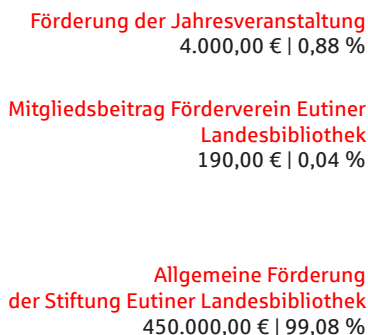 Förderung der Jahresveranstaltung
4.000,00 € | 0,88 %
Mitgliedsbeitrag Förderverein Eutiner
Landesbibliothek
190,00 € | 0,04 %
Allgemeine Förderung
der Stiftung Eutiner Landesbibliothek
450.000,00 € | 99,08 %